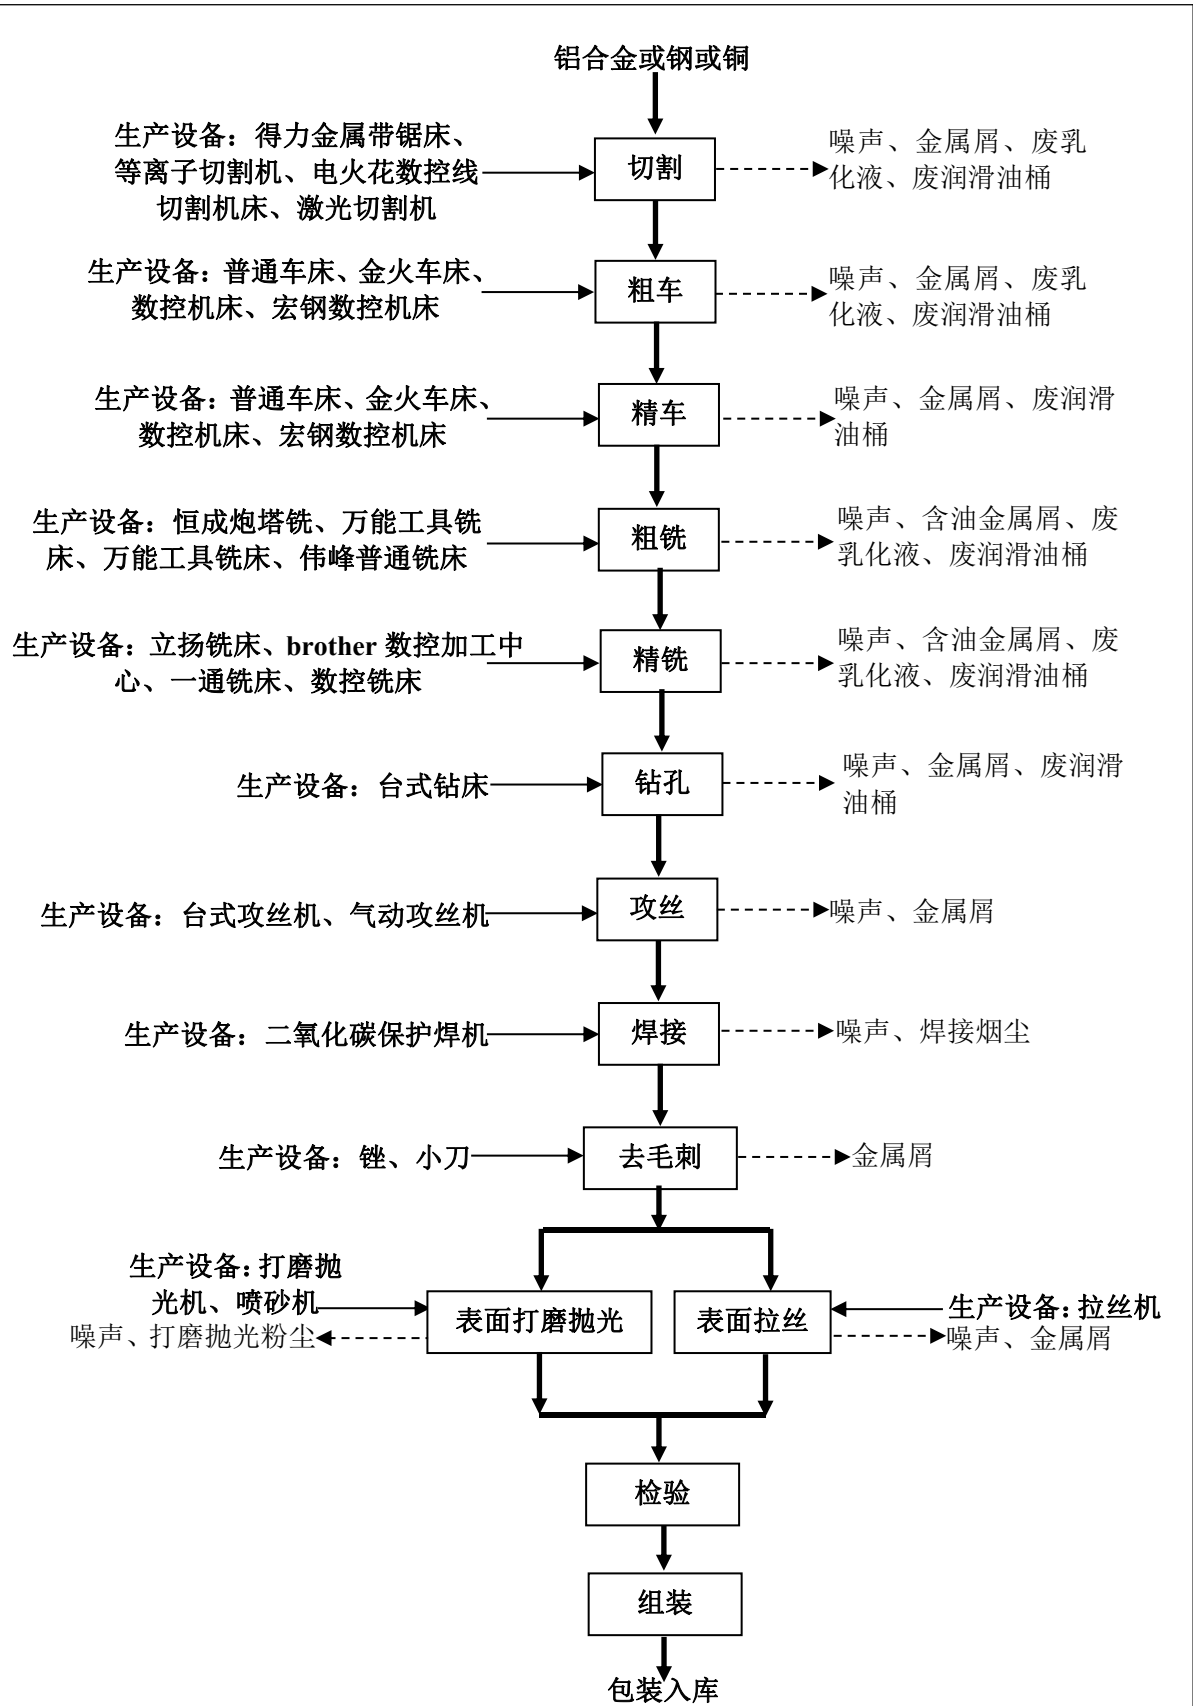 铝合金或钢或铜
生产设备：得力金属带锯床、
等离子切割机、电火花数控线
切割机床、激光切割机
切割
噪声、金属屑、废乳
化液、废润滑油桶
生产设备：普通车床、金火车床、
数控机床、宏钢数控机床
粗车
噪声、金属屑、废乳
化液、废润滑油桶
生产设备：普通车床、金火车床、
数控机床、宏钢数控机床
精车
噪声、金属屑、废润滑
油桶
生产设备：恒成炮塔铣、万能工具铣
床、万能工具铣床、伟峰普通铣床
粗铣
噪声、含油金属屑、废
乳化液、废润滑油桶
生产设备：立扬铣床、brother 数控加工中
心、一通铣床、数控铣床
精铣
噪声、含油金属屑、废
乳化液、废润滑油桶
生产设备：台式钻床
钻孔
噪声、金属屑、废润滑
油桶
生产设备：台式攻丝机、气动攻丝机
攻丝
噪声、金属屑
生产设备：二氧化碳保护焊机
焊接
噪声、焊接烟尘
生产设备：锉、小刀
去毛刺
金属屑
生产设备：打磨抛
光机、喷砂机
噪声、打磨抛光粉尘
表面打磨抛光
表面拉丝
生产设备：拉丝机
噪声、金属屑
检验
组装
包装入库